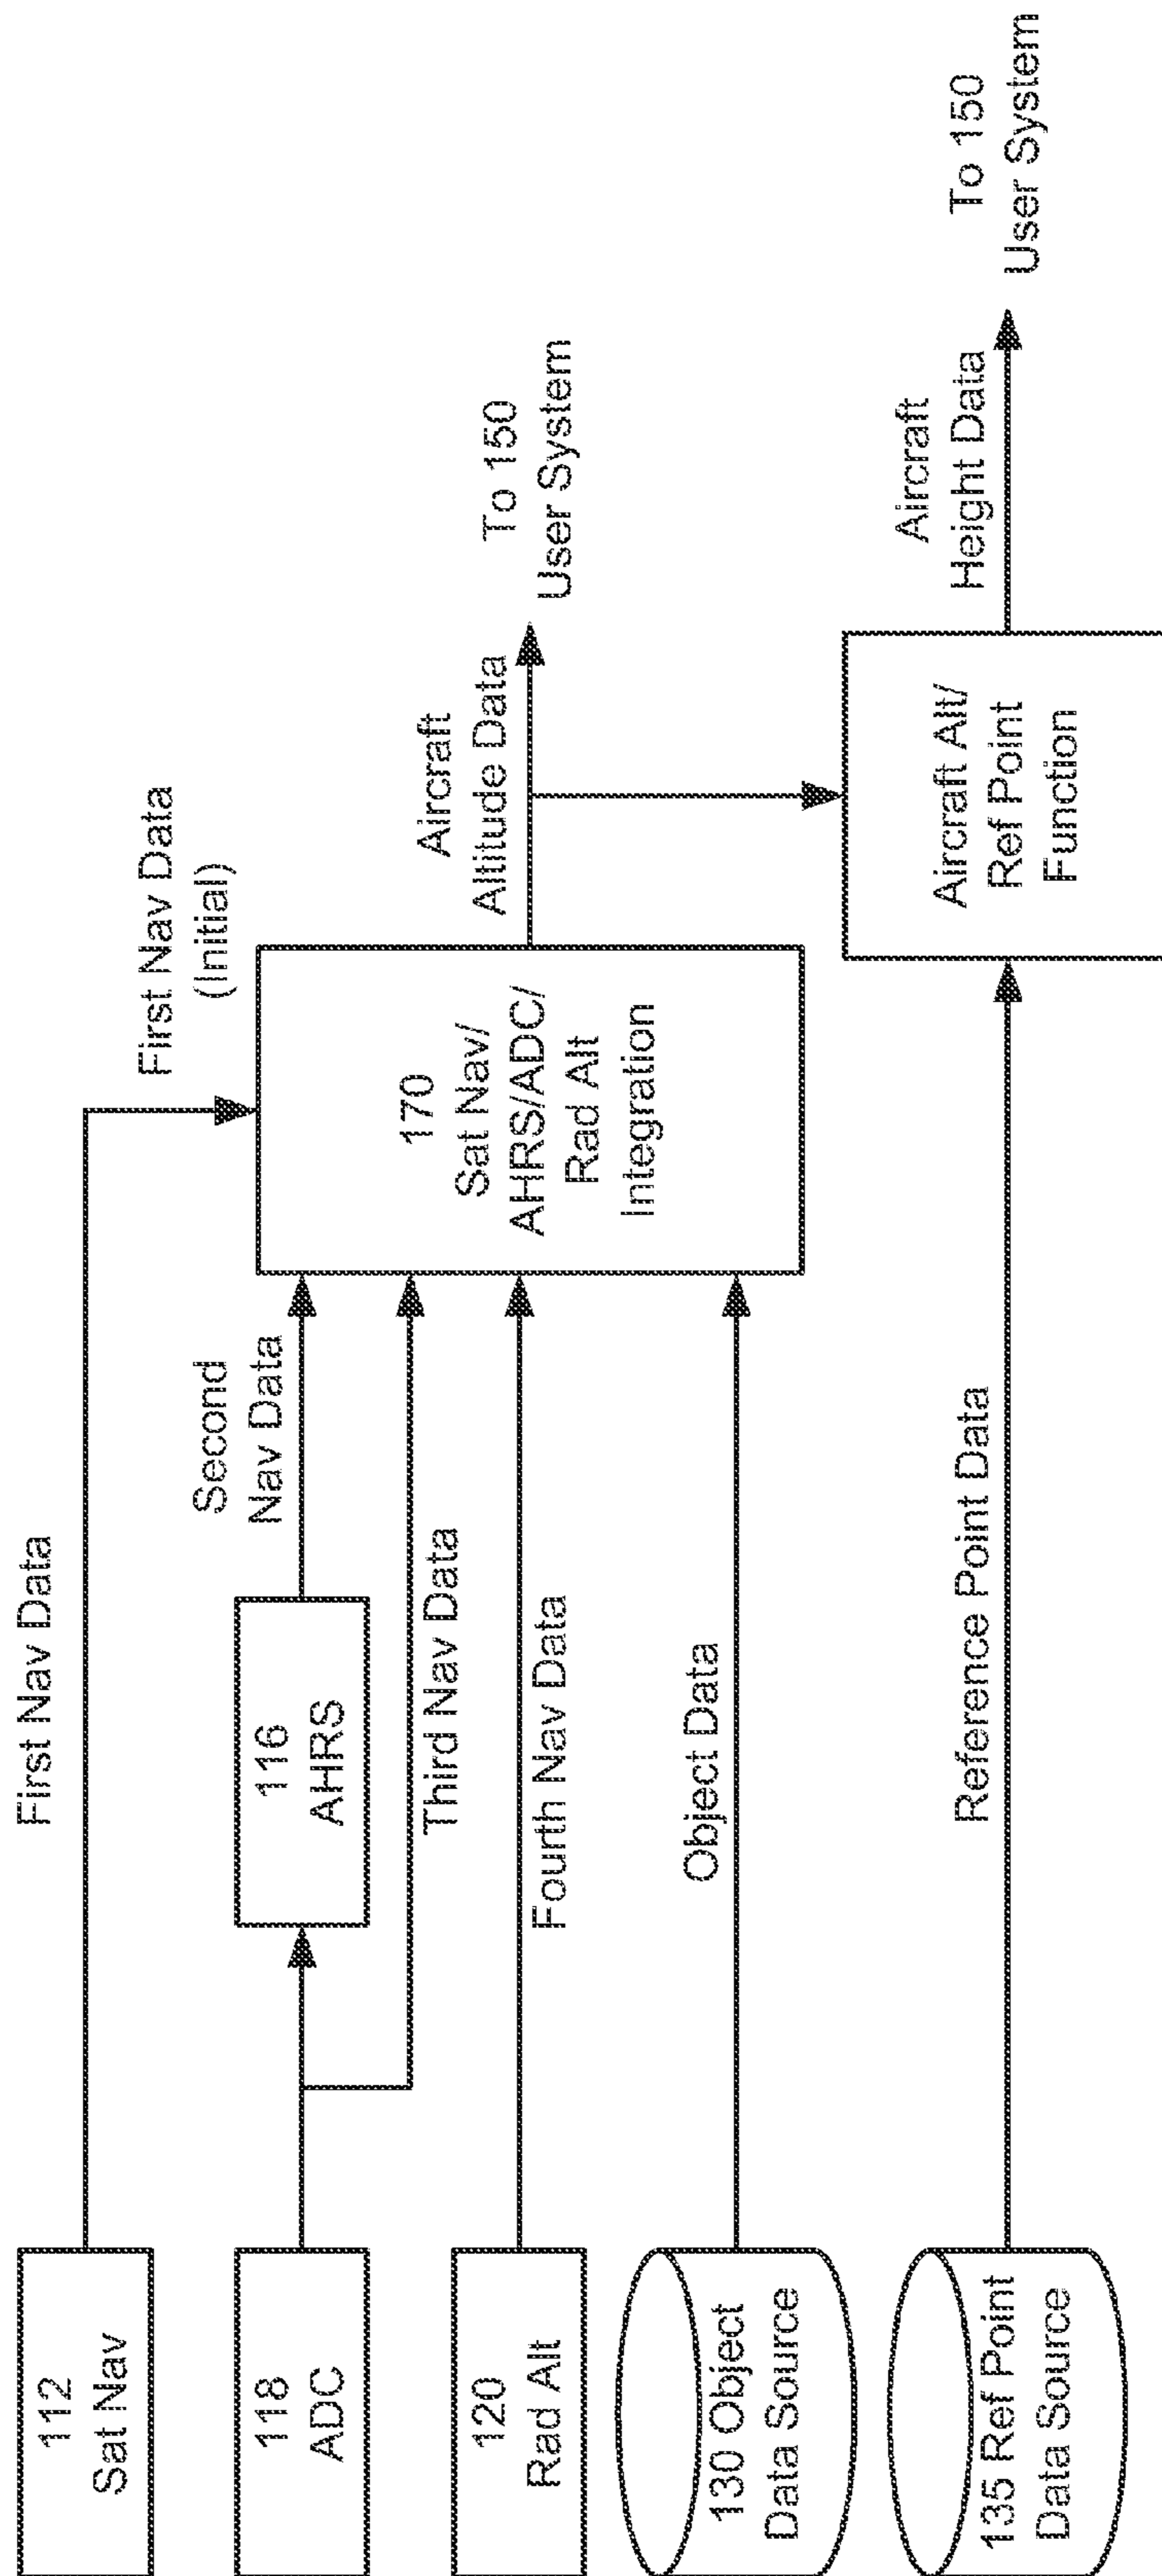 First Nav Data
First Nav Data
(Initial)
112
Sat Nav
118
ADC
116
AHRS
Second
Nav Data
Third Nav Data
120
Rad Alt
Fourth Nav Data
170
Sat Nav/
AHRS/ADC/
Rad Alt
Integration
Aircraft
Altitude Data
To 150
User System
130 Object
Data Source
Object Data
135 Ref Point
Data Source
Reference Point Data
Aircraft Alt/
Ref Point
Function
Aircraft
Height Data
To 150
User System